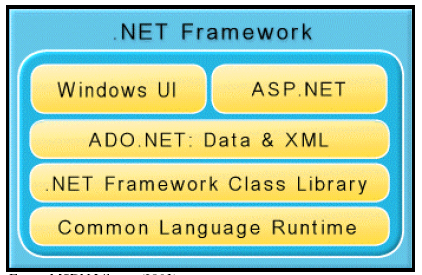 .NET Framework
Windows UI
ASP.NET
ADO.NET: Data & XML
.NET Framework Class Library
Common Language Runtime